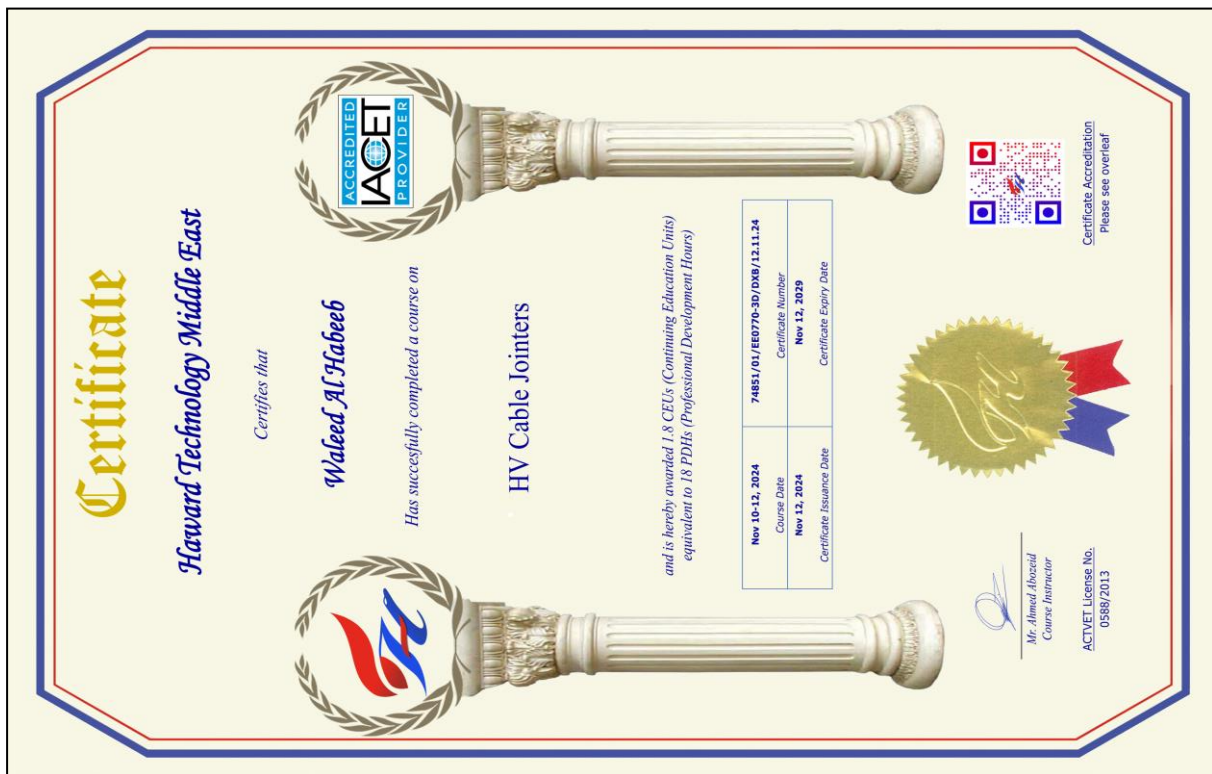 Certificate
Haward Technology Middle East
Certifies that
Waleed Al Habeeb
Has succesfully completed a course on
HV Cable Jointers
ACCREDITED
IACET
PROVIDER
and is hereby awarded 1.8 CEUs (Continuing Education Units)
equivalent to 18 PDHs (Professional Development Hours)
Nov 10-12, 2024
Course Date
74851/01/EE0770-3D/DXB/12.11.24
Certificate Number
Nov 12, 2024
Certificate Issuance Date
Nov 12, 2029
Certificate Expiry Date
Mr. Ahmed Abozeid
Course Instructor
ACTVET License No.
0588/2013
Certificate Accreditation
Please see overleaf